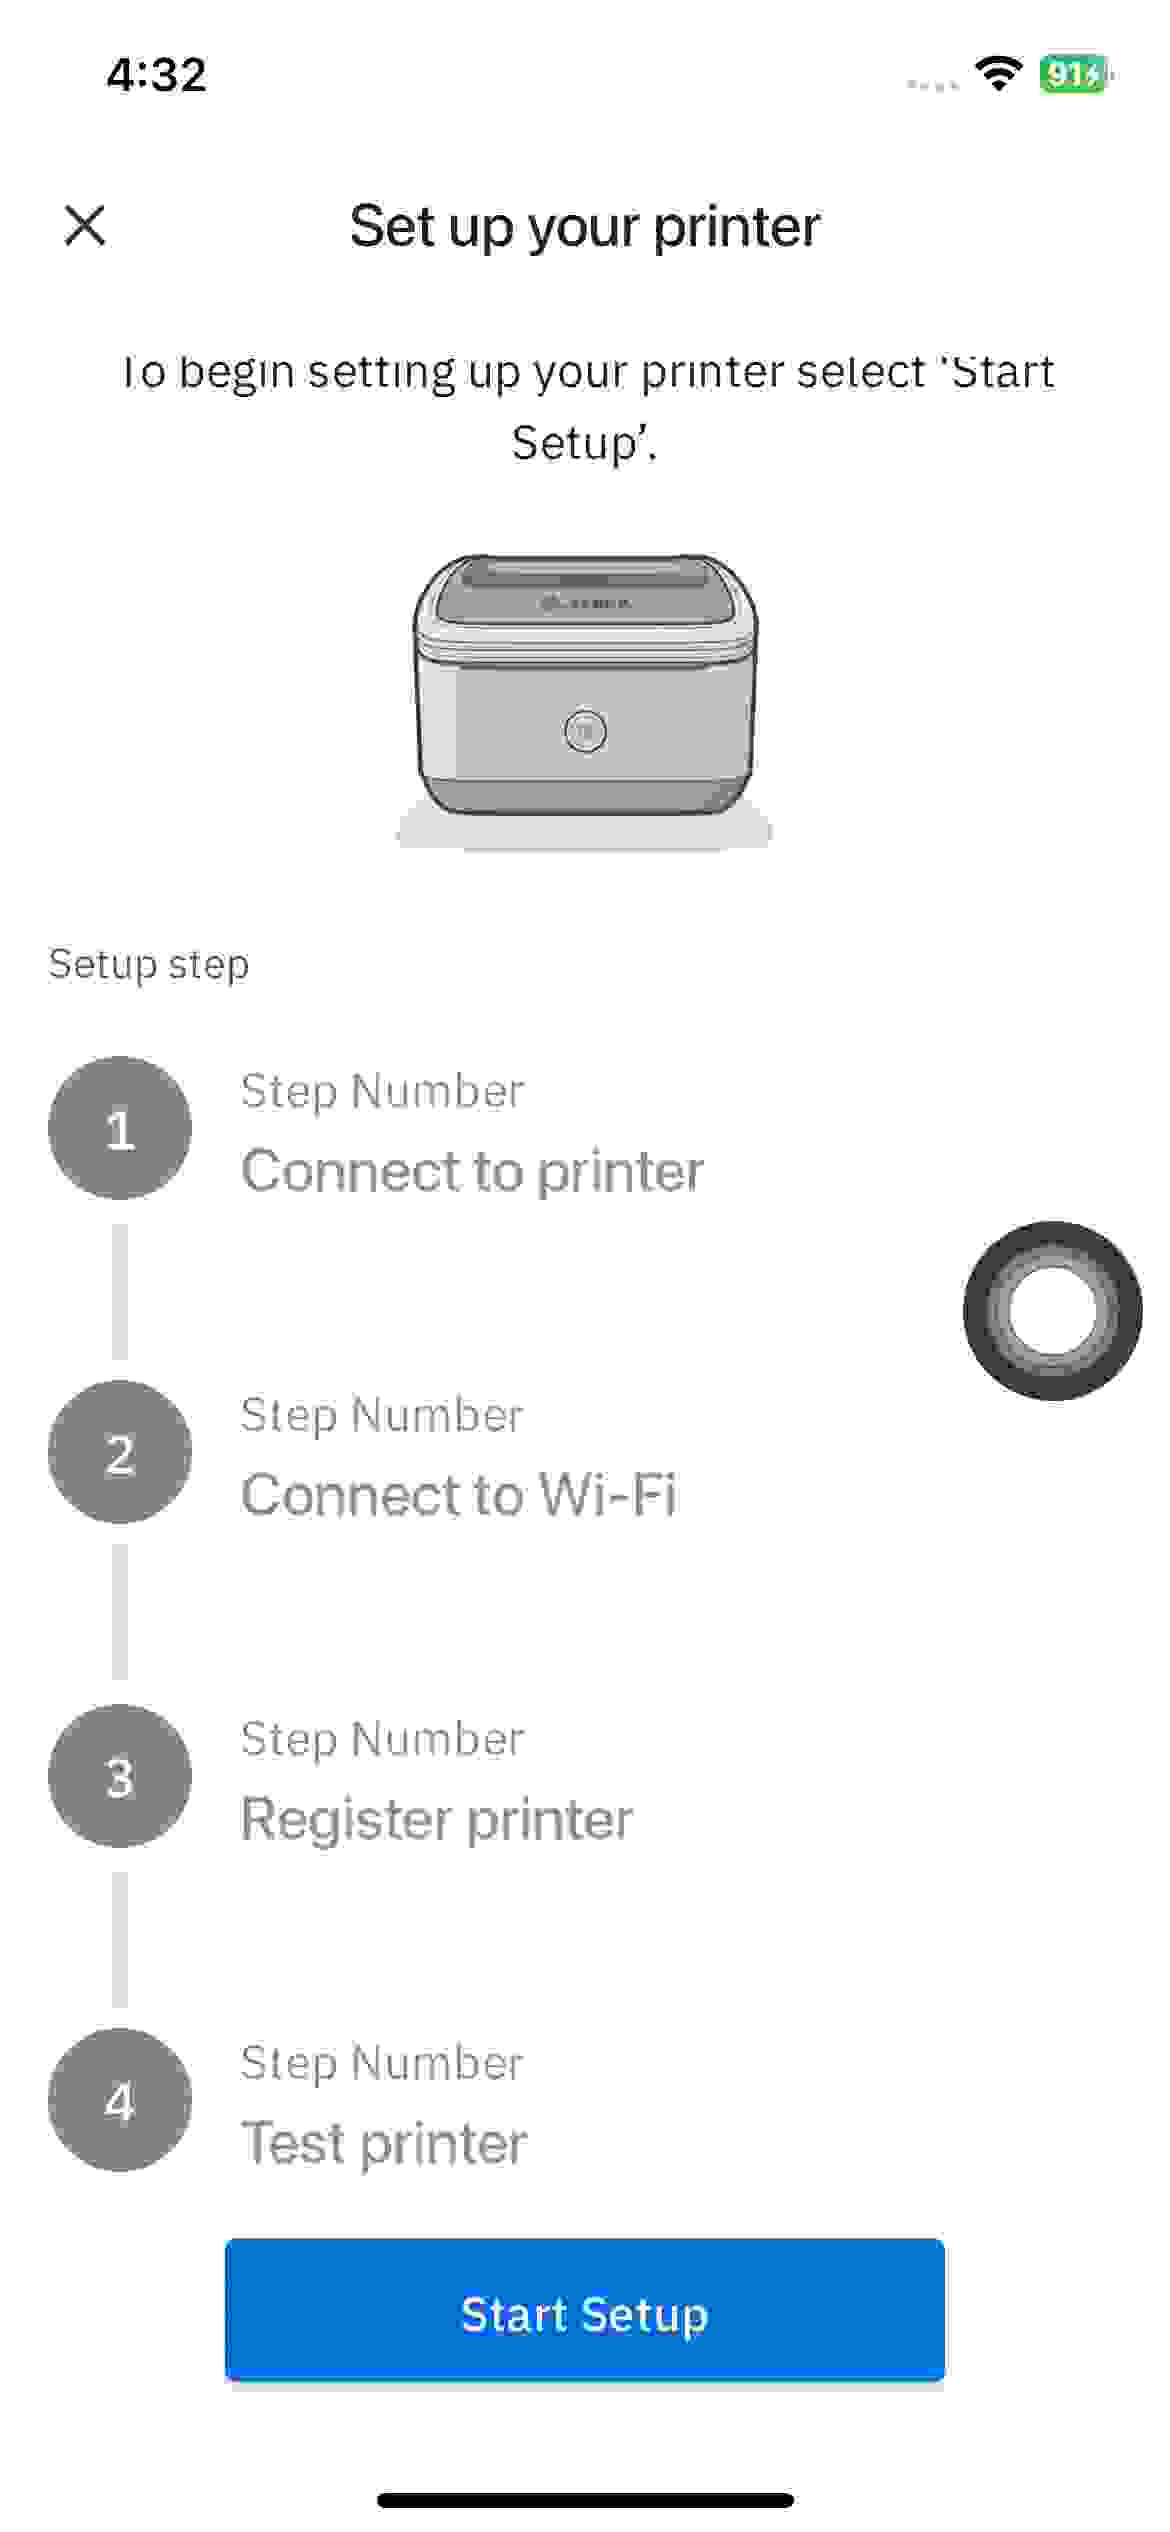 4:32
91
Set up your printer
To begin setting up your printer select ‘Start
Setup’.
Setup step
1
Step Number
Connect to printer
2
Step Number
Connect to Wi-Fi
3
Step Number
Register printer
4
Step Number
Test printer
Start Setup